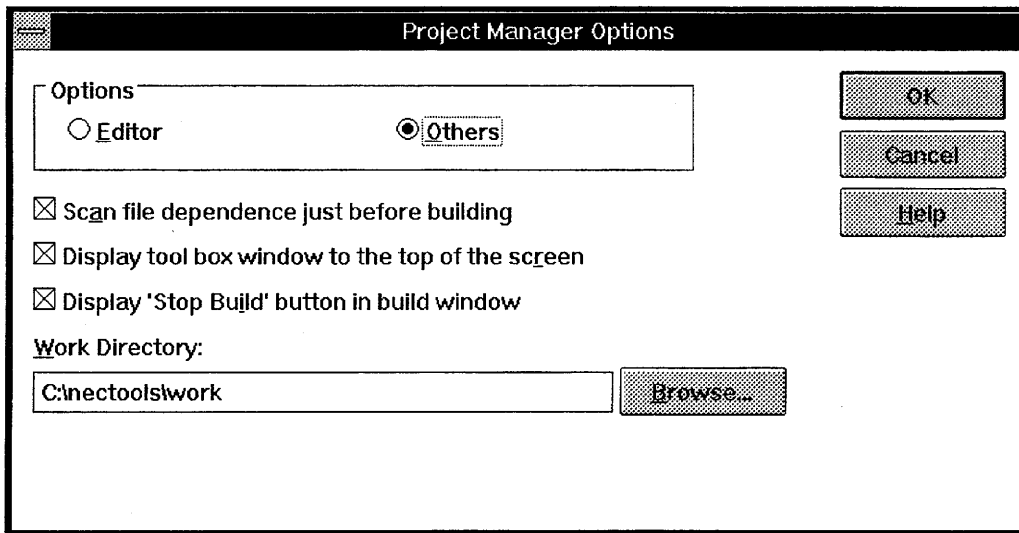 Project Manager Options
Options
Editor
Others
OK
Cancel
Help
Scan file dependence just before building
Display tool box window to the top of the screen
Display 'Stop Build' button in build window
Work Directory:
C:\nectools\work
Browse...